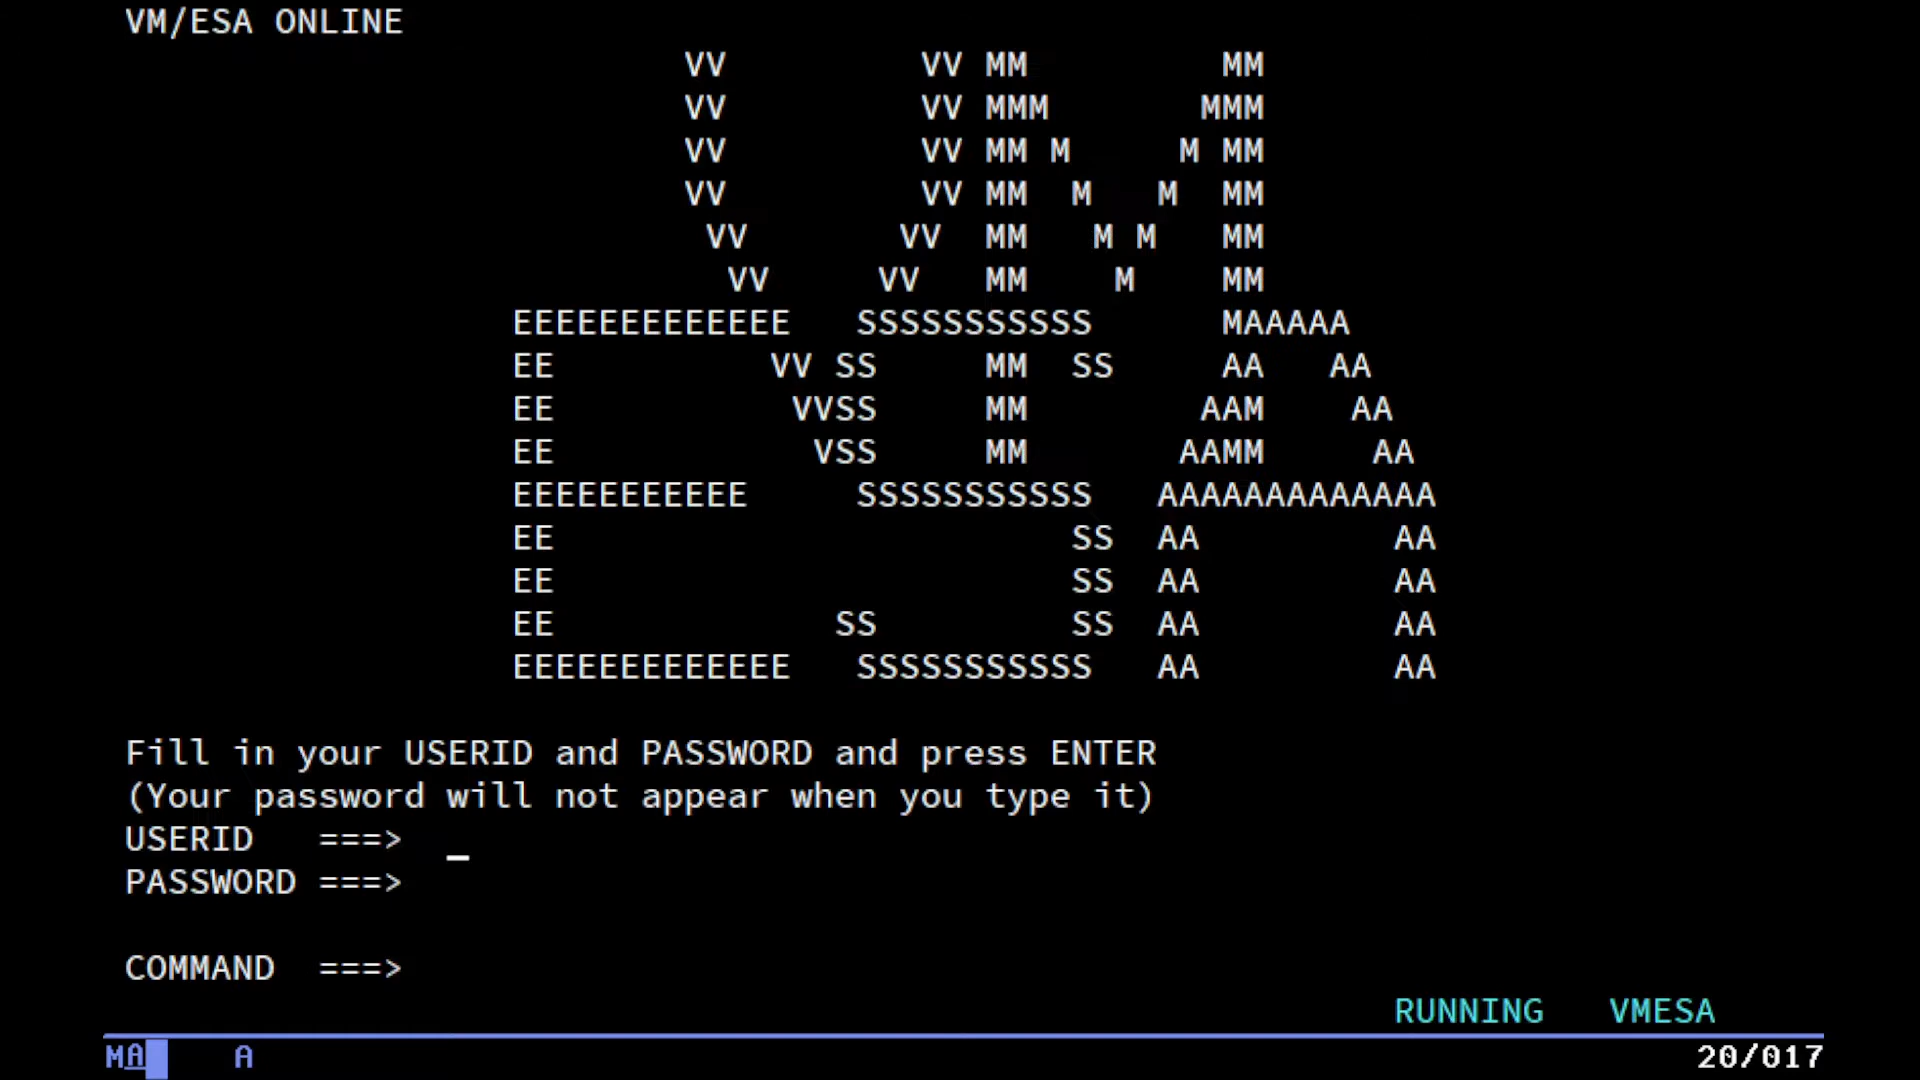 VM/ESA ONLINE
                          VV         VV MM         MM
                          VV         VV MMM       MMM
                          VV         VV MM M     M MM
                          VV         VV MM  M   M  MM
                           VV       VV  MM   M M   MM
                            VV     VV   MM    M    MM
                  EEEEEEEEEEEEE   SSSSSSSSSSS      MAAAAA
                  EE          VV SS     MM  SS     AA   AA
                  EE           VVSS     MM        AAM    AA
                  EE            VSS     MM       AAMM     AA
                  EEEEEEEEEEE     SSSSSSSSSSS   AAAAAAAAAAAAA
                  EE                        SS  AA         AA
                  EE                        SS  AA         AA
                  EE             SS         SS  AA         AA
                  EEEEEEEEEEEEE   SSSSSSSSSSS   AA         AA
Fill in your USERID and PASSWORD and press ENTER
(Your password will not appear when you type it)
USERID   ===>
PASSWORD ===>
COMMAND  ===>
RUNNING   VMESA
MA   A   20/017